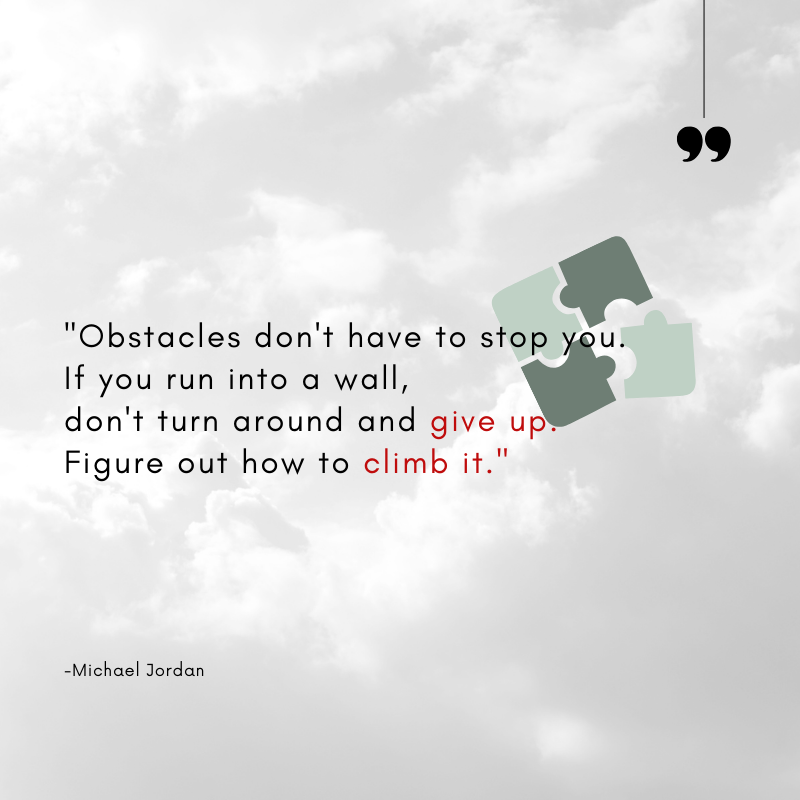 "Obstacles don't have to stop you.
If you run into a wall,
don't turn around and give up.
Figure out how to climb it."
-Michael Jordan